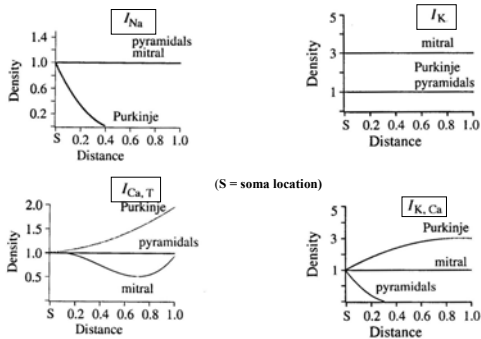 I Na
pyramidals
mitral
Purkinje
Density
1.4
1.0
0.6
0.2
S 0.2 0.4 0.6 0.8 1.0
Distance
I K
mitral
Purkinje
pyramidals
Density
5
3
1
S 0.2 0.4 0.6 0.8 1.0
Distance
(S = soma location)
I Ca, T
Purkinje
pyramidals
mitral
Density
2.0
1.5
1.0
0.5
S 0.2 0.4 0.6 0.8 1.0
Distance
I K, Ca
Purkinje
mitral
pyramidals
Density
5
3
1
S 0.2 0.4 0.6 0.8 1.0
Distance